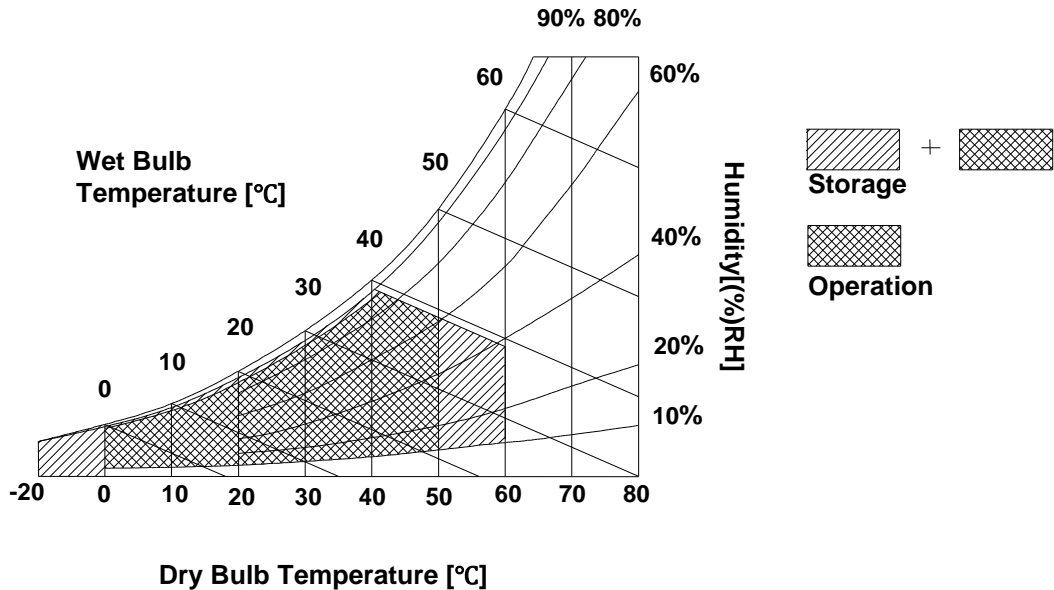 90% 80%
60
60%
Wet Bulb
Temperature [℃]
50
Storage
40
40%
Humidity[(%)RH]
30
Operation
20
20%
10
0
10%
-20 0 10 20 30 40 50 60 70 80
Dry Bulb Temperature [℃]